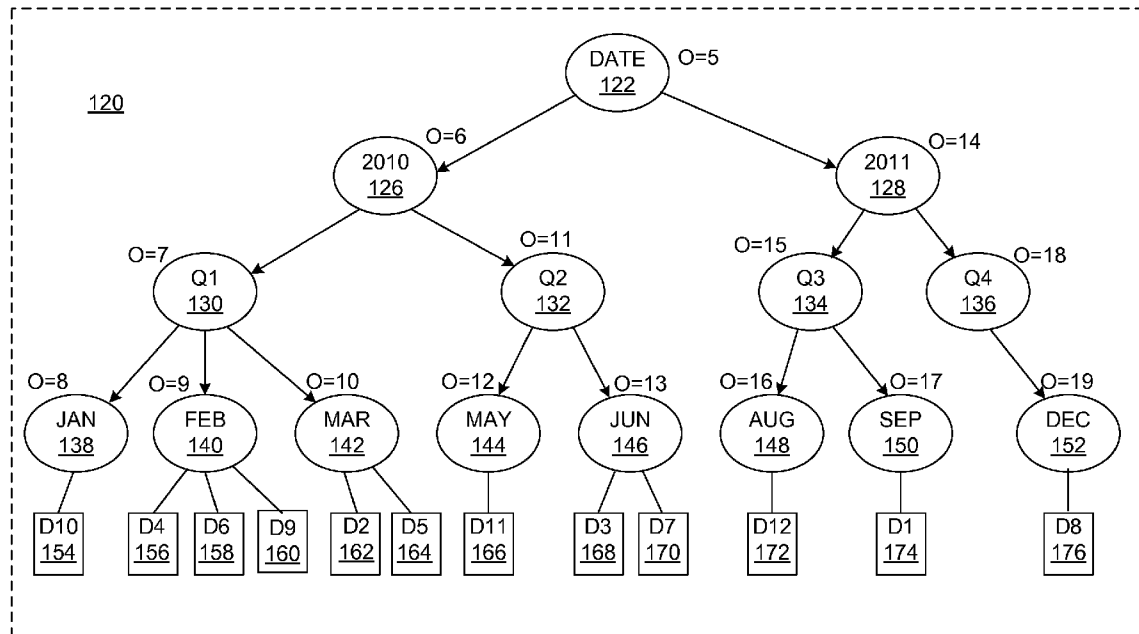 DATE
122
O=5
120
O=6
2010
126
O=14
2011
128
O=7
Q1
130
O=11
Q2
132
O=15
Q3
134
O=18
Q4
136
O=8
JAN
138
O=9
FEB
140
O=10
MAR
142
O=12
MAY
144
O=13
JUN
146
O=16
AUG
148
O=17
SEP
150
O=19
DEC
152
D10
154
D4
156
D6
158
D9
160
D2
162
D5
164
D11
166
D3
168
D7
170
D12
172
D1
174
D8
176